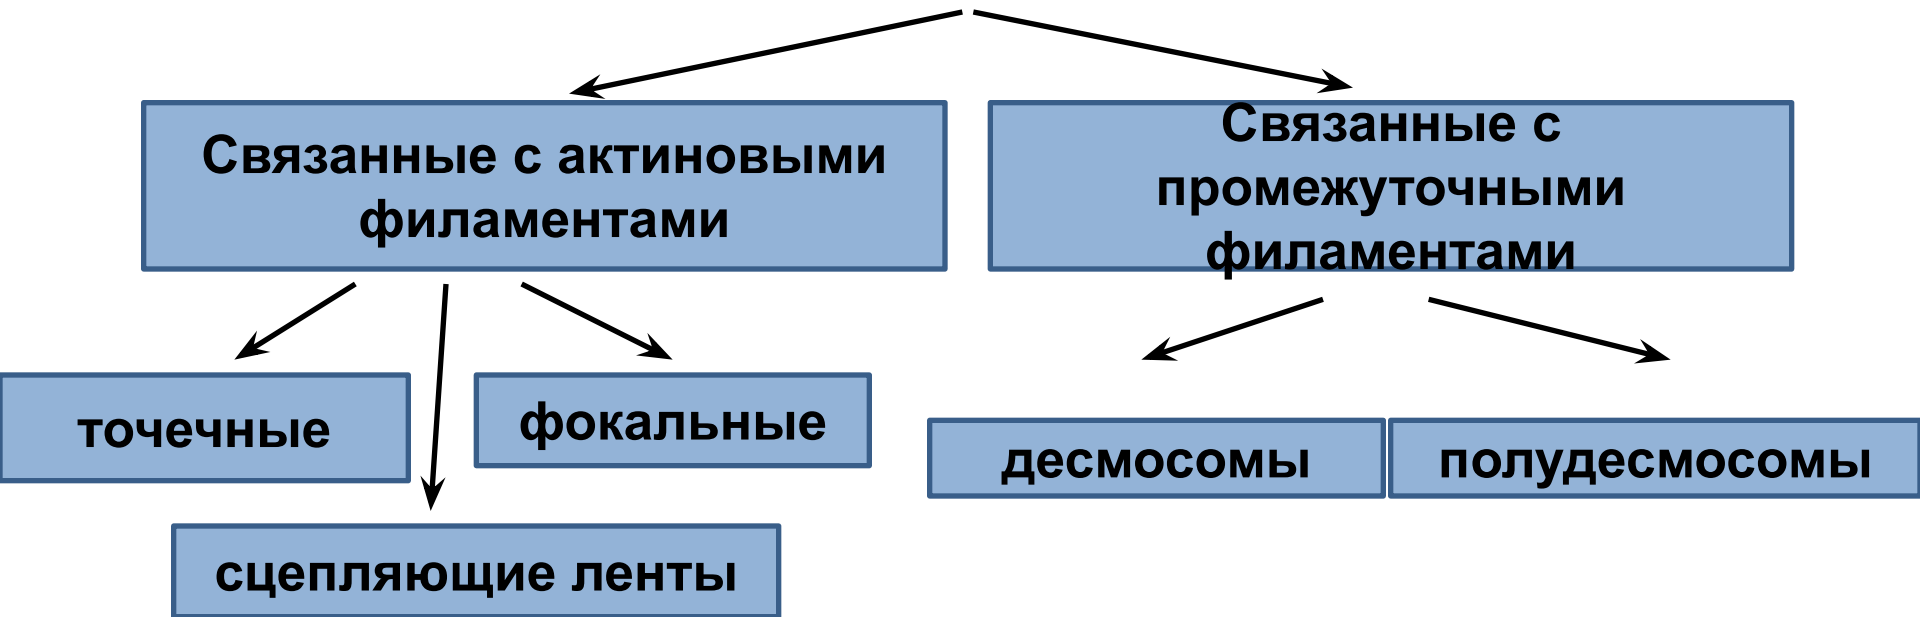 Связанные с актиновыми
филаментами
Связанные с
промежуточными
филаментами
точечные
фокальные
десмосомы
полудесмосомы
сцепляющие ленты